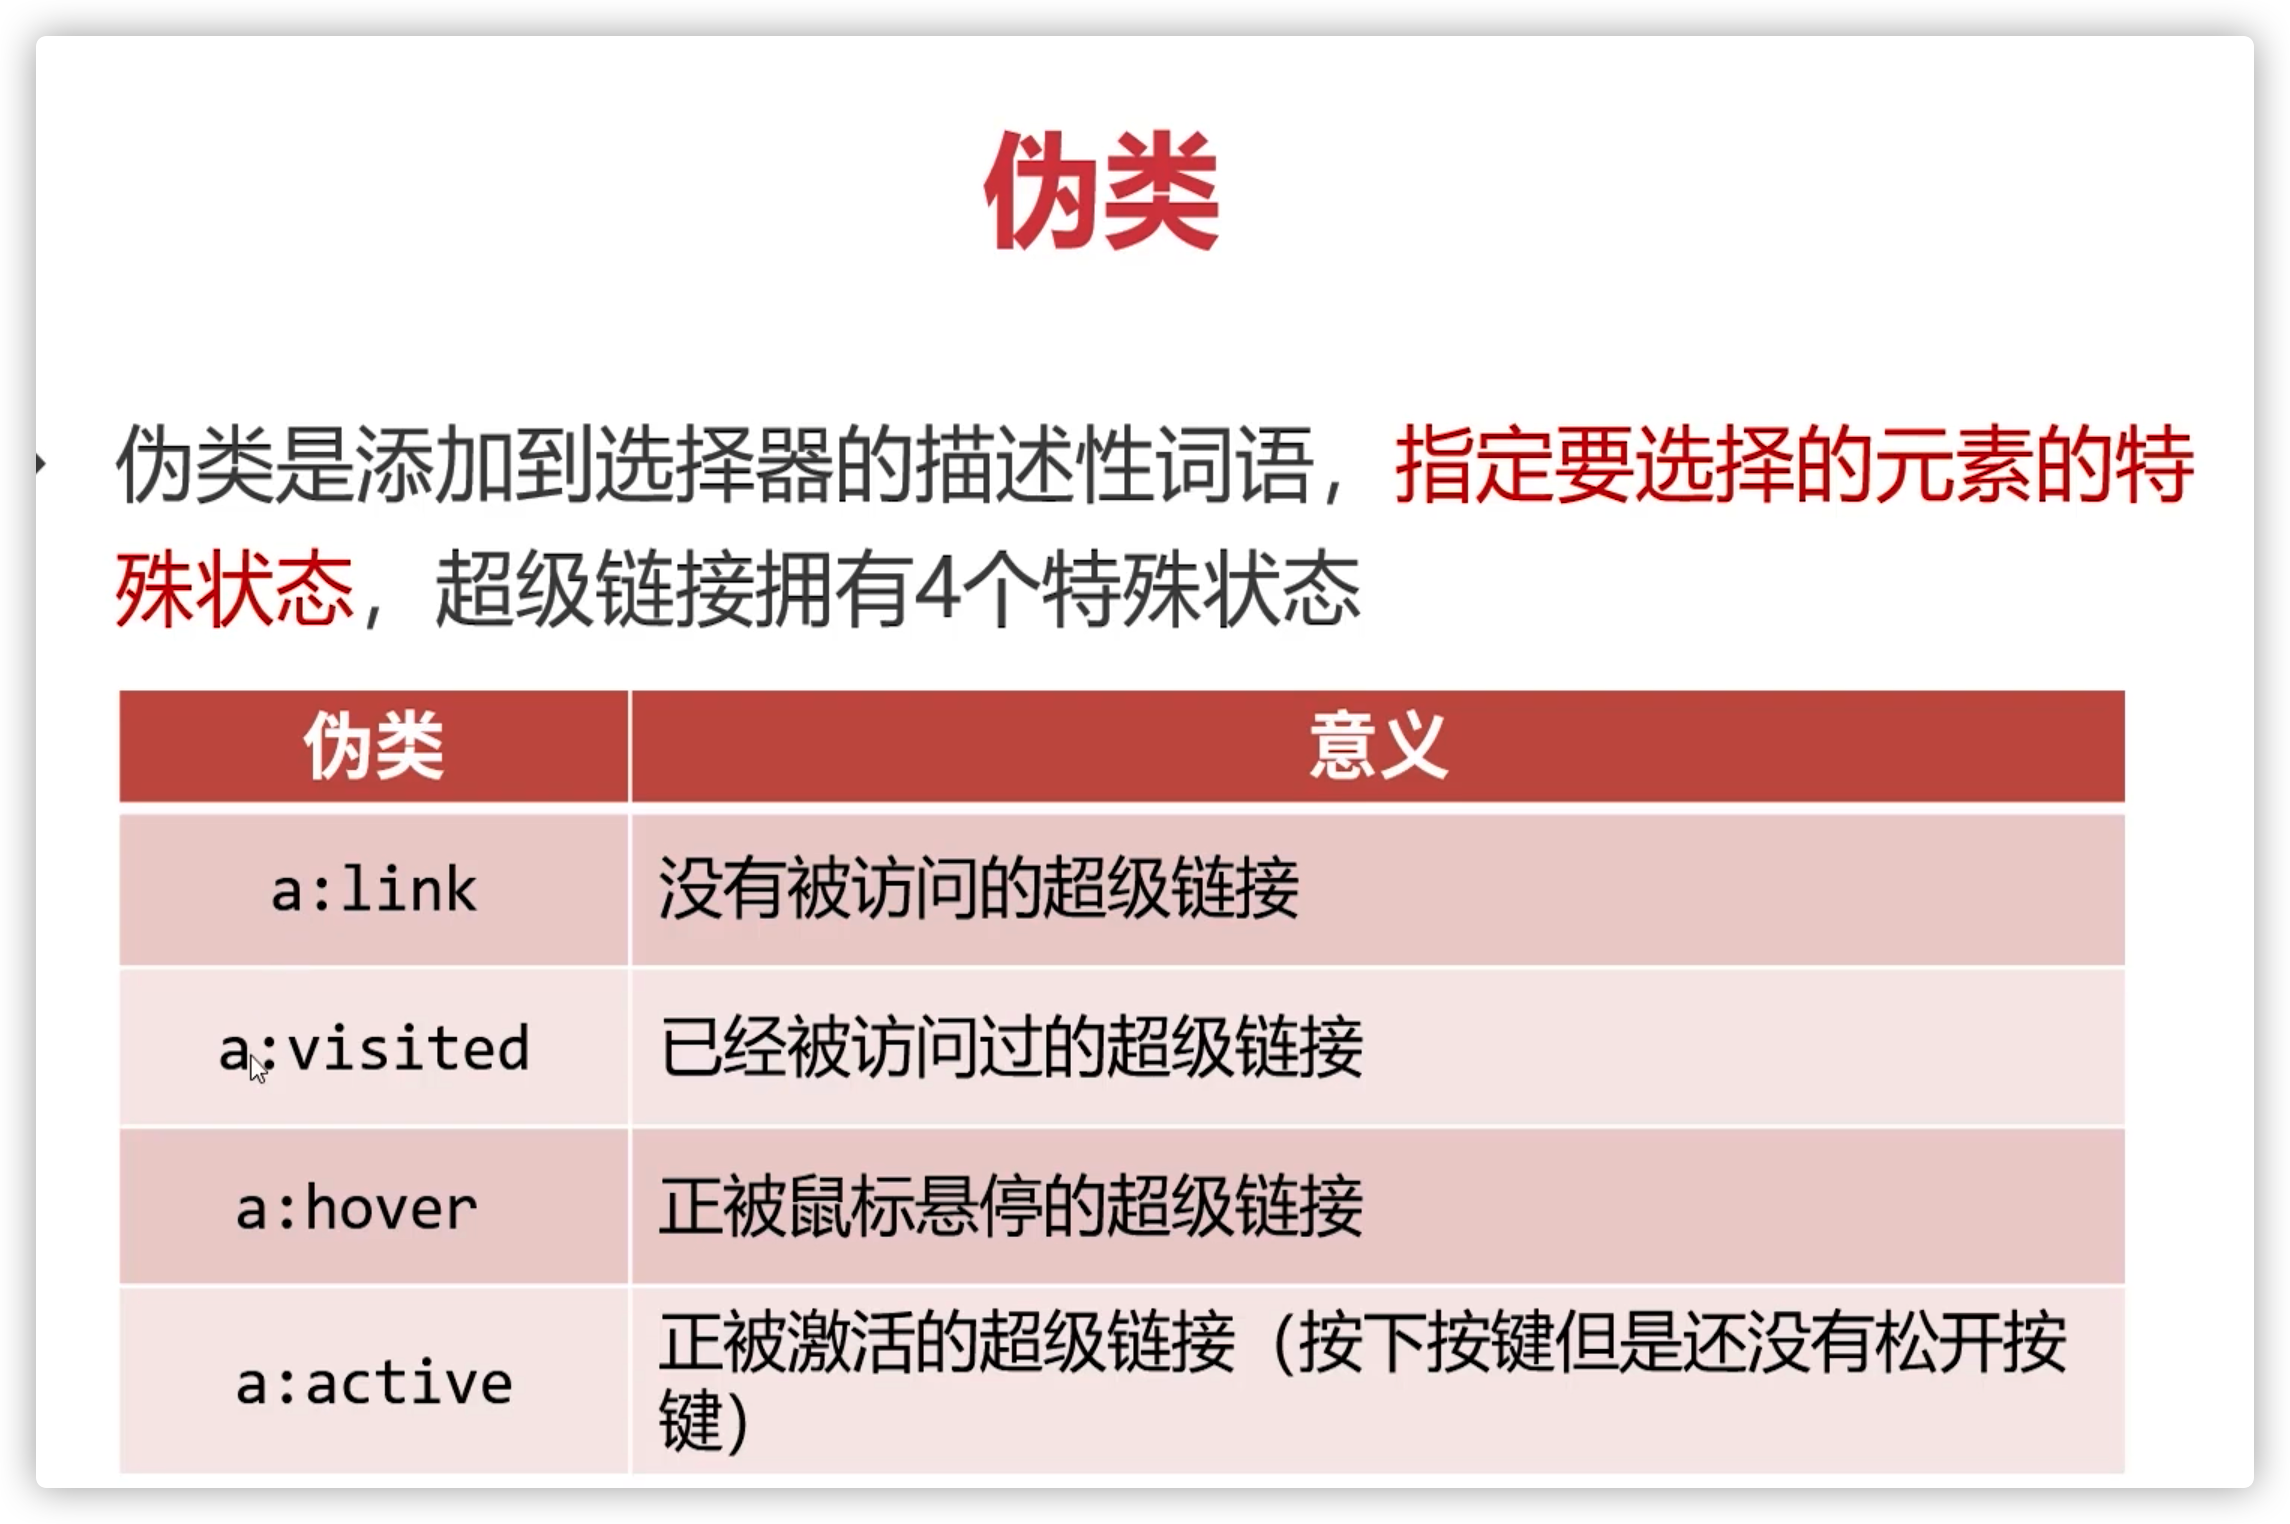 伪类
伪类是添加到选择器的描述性词语，指定要选择的元素的特
殊状态，超级链接拥有4个特殊状态
伪类 意义
a:link 没有被访问的超级链接
a:visited 已经被访问过的超级链接
a:hover 正被鼠标悬停的超级链接
a:active 正被激活的超级链接（按下按键但是还没有松开按
键）